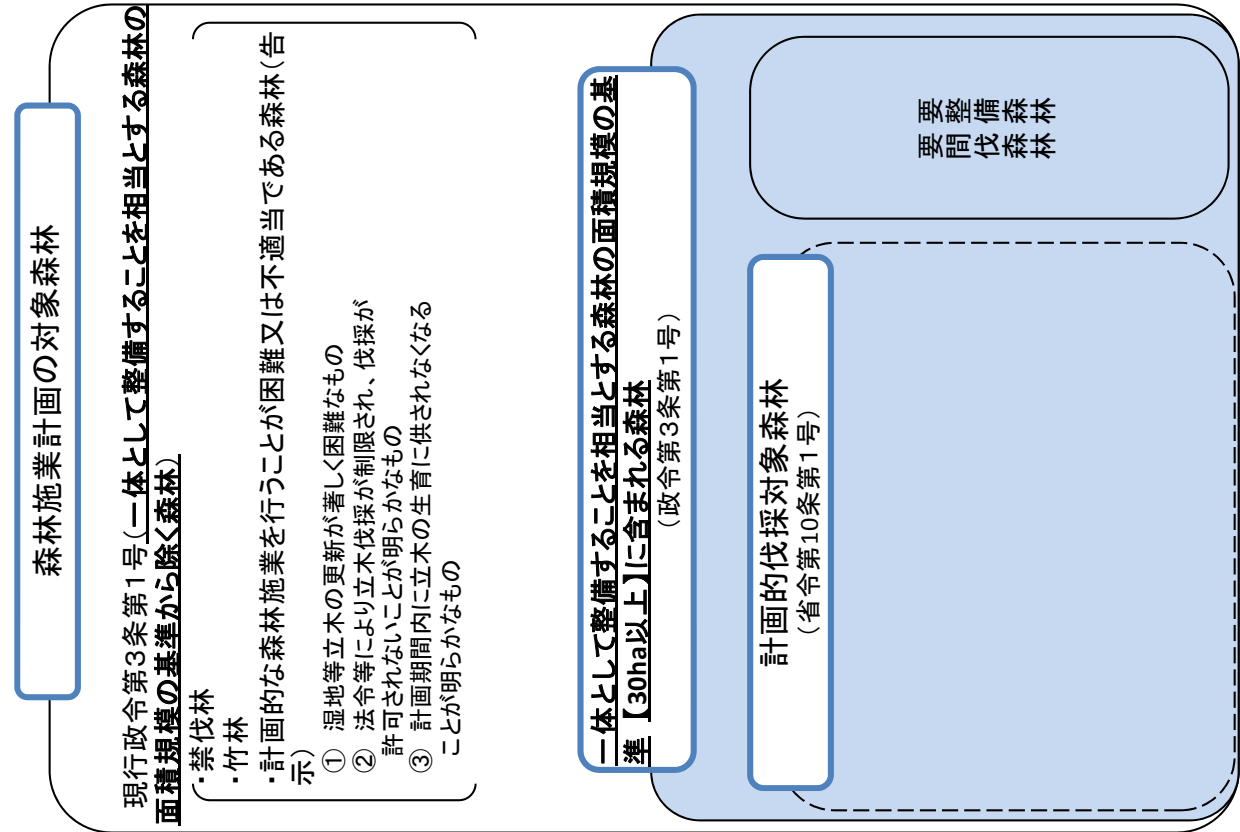 森林施業計画の対象森林
現行政令第3条第1号（一体として整備することを相当とする森林の
面積規模の基準から除く森林）
・禁伐林
・竹林
・計画的な森林施業を行うことが困難又は不適当である森林（告
示）
① 湿地等立木の更新が著しく困難なもの
② 法令等により立木伐採が制限され、伐採が
許可されないことが明らかなもの
③ 計画期間内に立木の生育に供されなくなる
ことが明らかなもの
一体として整備することを相当とする森林の面積規模の基
準【30ha以上】に含まれる森林
（政令第3条第1号）
計画的伐採対象森林
（省令第10条第1号）
要整備森林
要間伐森林